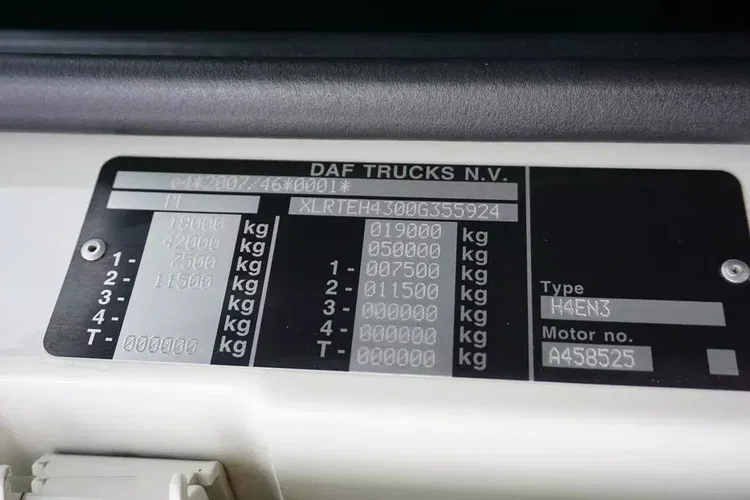 DAF TRUCKS N.V.
e4*2007/46*0001*
XLRTEH4300G355924
18000 kg 019000 kg
42000 kg 050000 kg
1- 7500 kg 1- 007500 kg
2- 11500 kg 2- 011500 kg
3- kg 3- 000000 kg
4- kg 4- 000000 kg
T- 000000 kg T- 000000 kg
Type
H4EN3
Motor no.
A458525